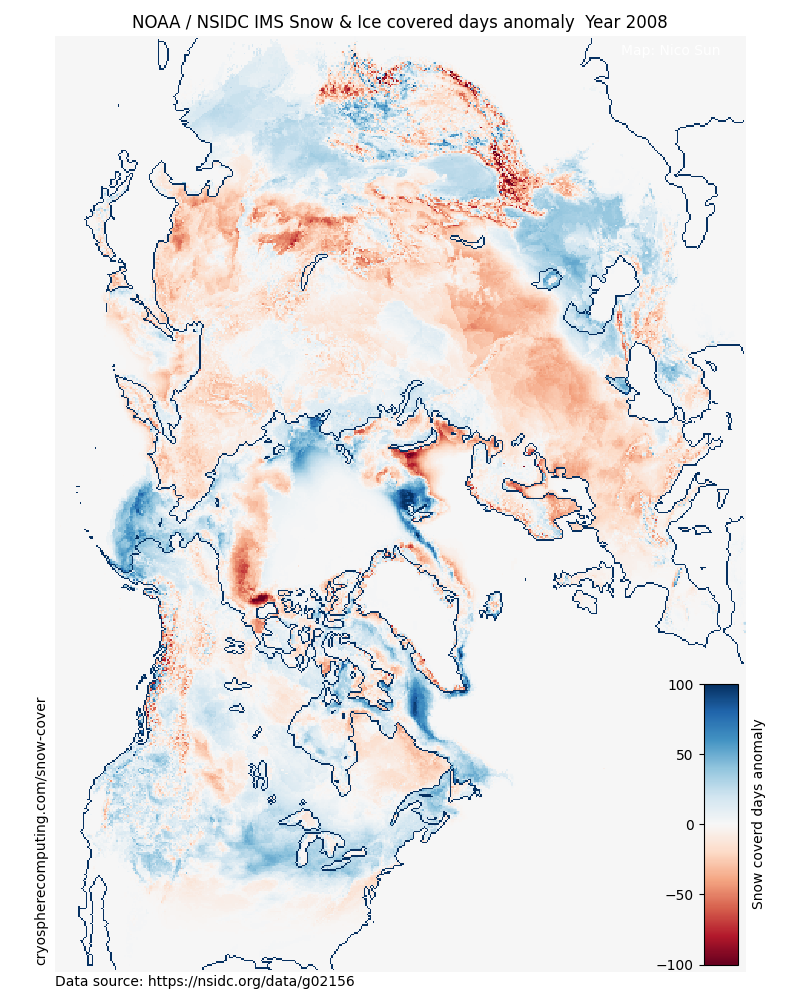 NOAA / NSIDC IMS Snow & Ice covered days anomaly  Year 2008
Map: Nico Sun
100
50
0
−50
−100
Snow coverd days anomaly
cryospherecomputing.com/snow-cover
Data source: https://nsidc.org/data/g02156